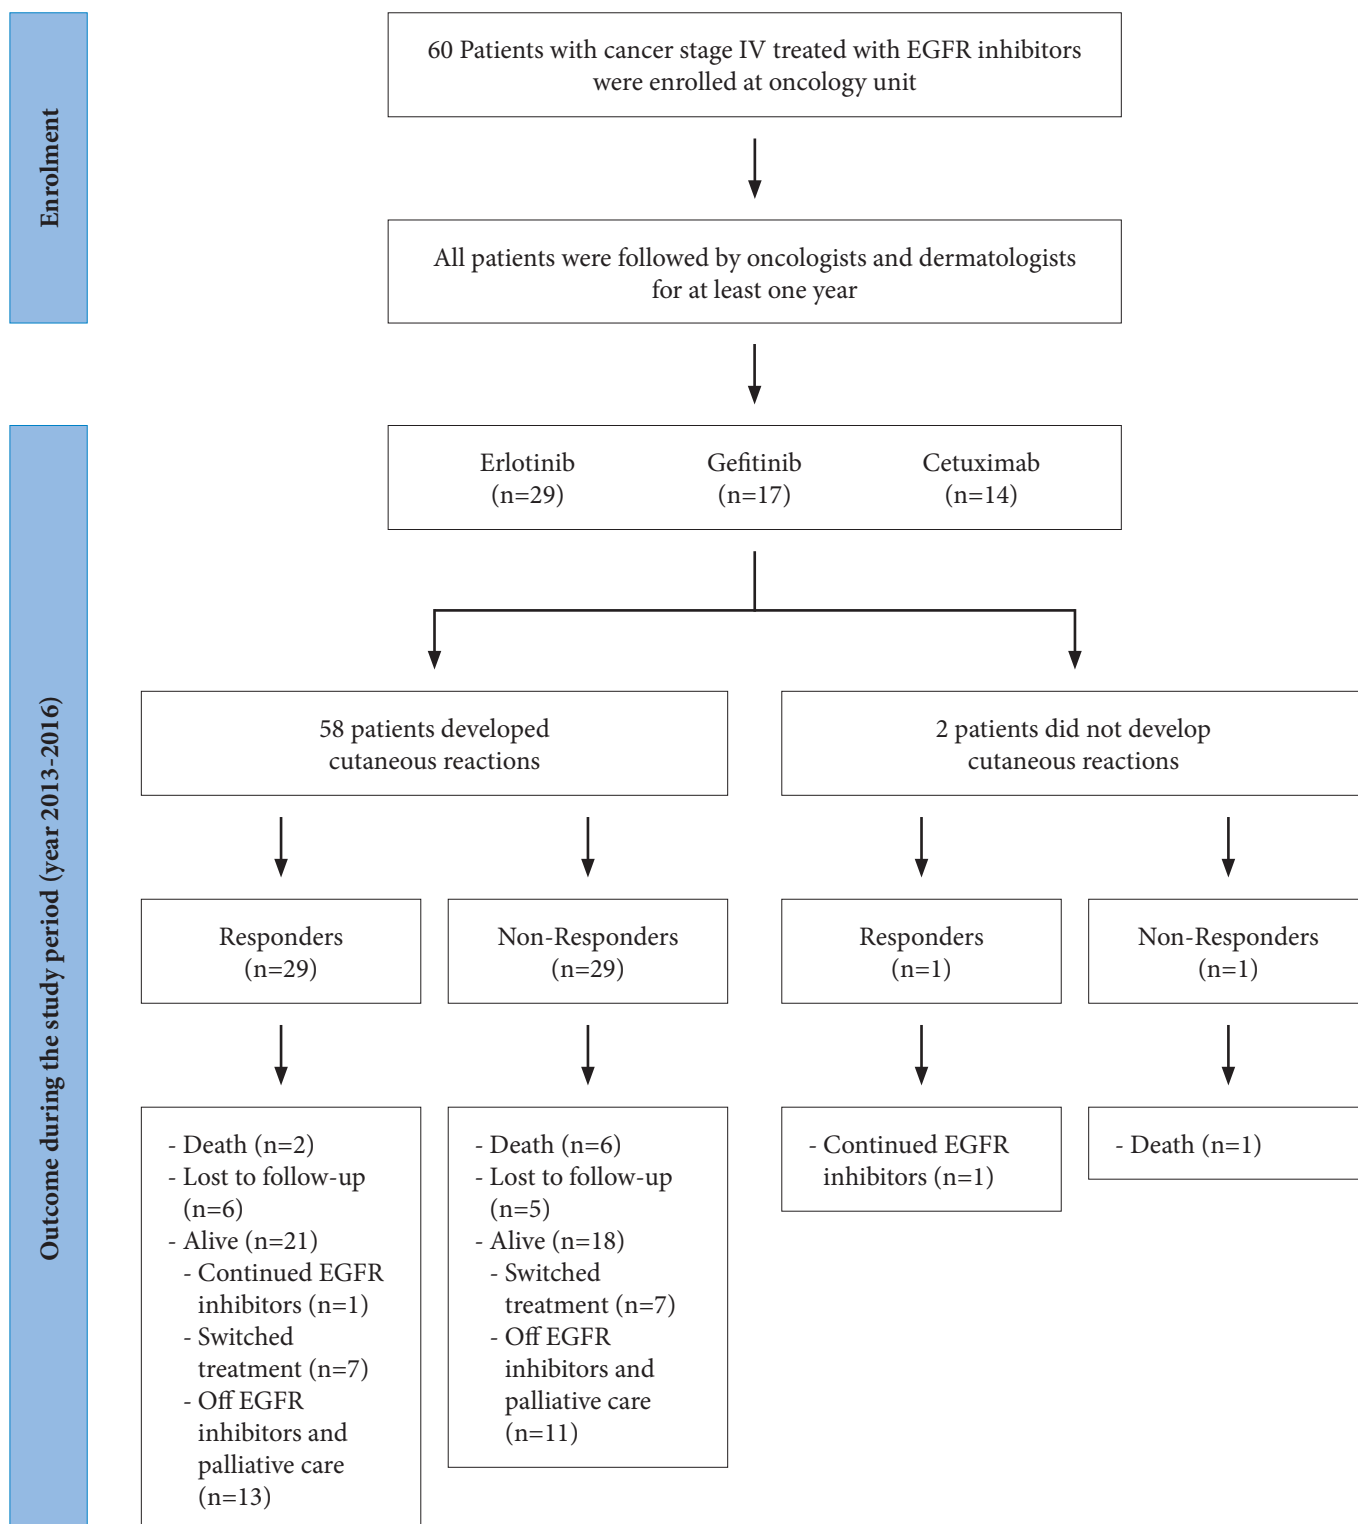 Enrolment
60 Patients with cancer stage IV treated with EGFR inhibitors
were enrolled at oncology unit
All patients were followed by oncologists and dermatologists
for at least one year
Outcome during the study period (year 2013-2016)
Erlotinib
(n=29)
Gefitinib
(n=17)
Cetuximab
(n=14)
58 patients developed
cutaneous reactions
2 patients did not develop
cutaneous reactions
Responders
(n=29)
Non-Responders
(n=29)
Responders
(n=1)
Non-Responders
(n=1)
- Death (n=2)
- Lost to follow-up
(n=6)
- Alive (n=21)
- Continued EGFR
inhibitors (n=1)
- Switched
treatment (n=7)
- Off EGFR
inhibitors and
palliative care
(n=13)
- Death (n=6)
- Lost to follow-up
(n=5)
- Alive (n=18)
- Switched
treatment (n=7)
- Off EGFR
inhibitors and
palliative care
(n=11)
- Continued EGFR
inhibitors (n=1)
- Death (n=1)